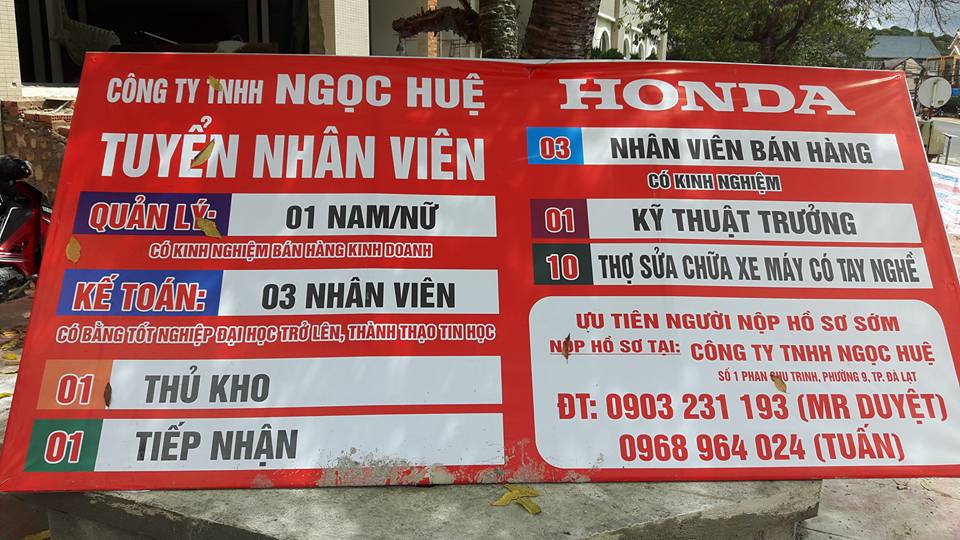 CÔNG TY TNHH NGỌC HUỆ
TUYỂN NHÂN VIÊN
QUẢN LÝ: 01 NAM/NỮ
CÓ KINH NGHIỆM BÁN HÀNG KINH DOANH
KẾ TOÁN: 03 NHÂN VIÊN
CÓ BẰNG TỐT NGHIỆP ĐẠI HỌC TRỞ LÊN, THÀNH THẠO TIN HỌC
01 THỦ KHO
01 TIẾP NHẬN
HONDA
03 NHÂN VIÊN BÁN HÀNG
CÓ KINH NGHIỆM
01 KỸ THUẬT TRƯỞNG
10 THỢ SỬA CHỮA XE MÁY CÓ TAY NGHỀ
ƯU TIÊN NGƯỜI NỘP HỒ SƠ SỚM
NỘP HỒ SƠ TẠI: CÔNG TY TNHH NGỌC HUỆ
SỐ 1 PHAN CHU TRINH, PHƯỜNG 9, TP. ĐÀ LẠT
ĐT: 0903 231 193 (MR DUYỆT)
0968 964 024 (TUẤN)